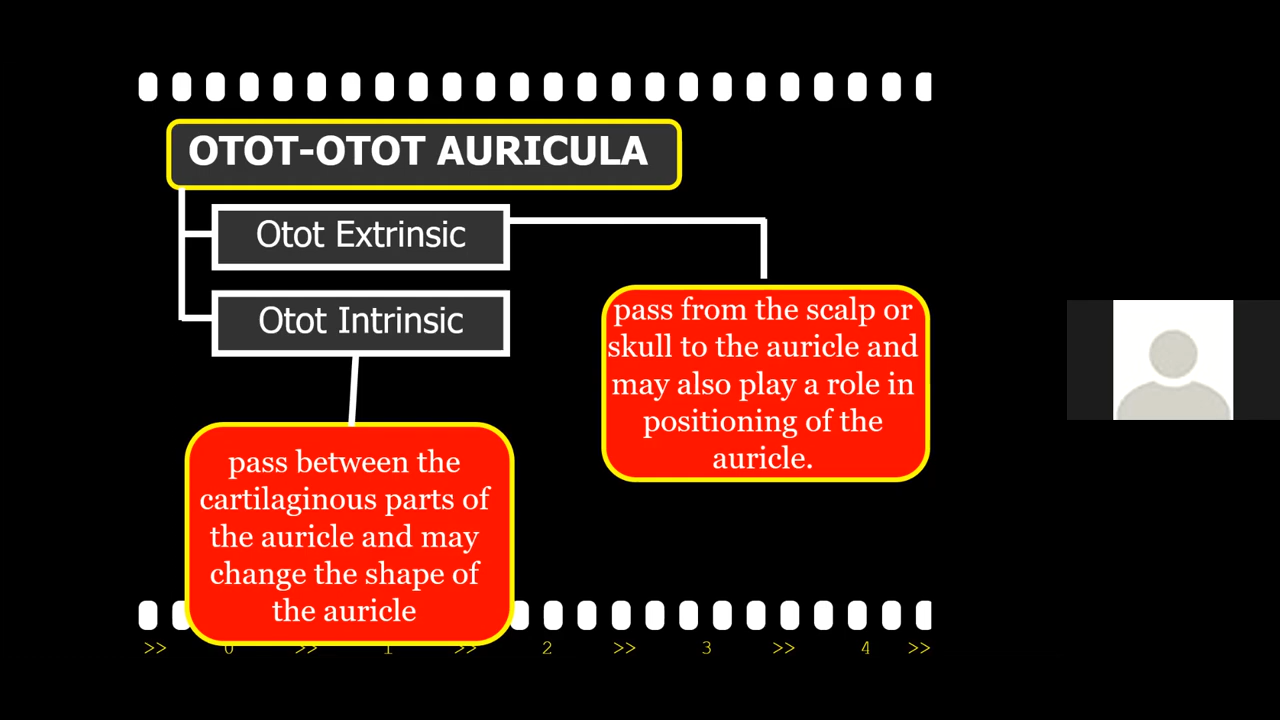 OTOT-OTOT AURICULA
Otot Extrinsic
Otot Intrinsic
pass from the scalp or
skull to the auricle and
may also play a role in
positioning of the
auricle.
pass between the
cartilaginous parts of
the auricle and may
change the shape of
the auricle
>> 0 >> 1 >> 2 >> 3 >> 4 >>